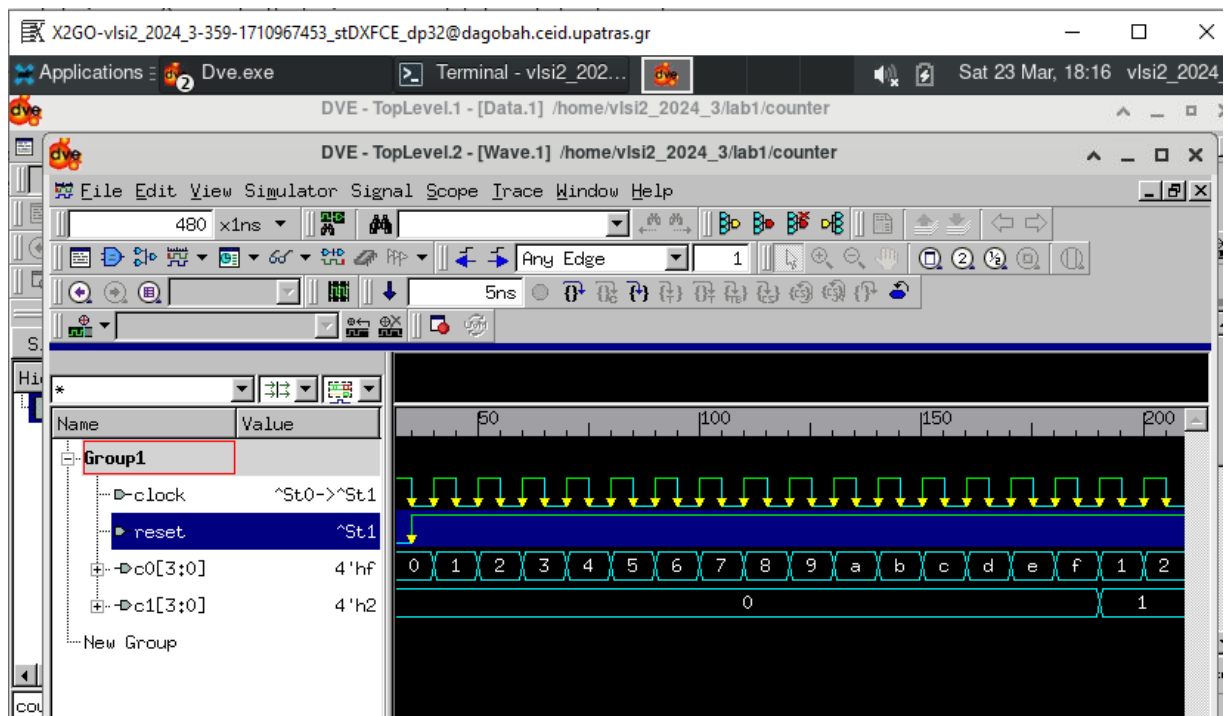 X2GO-vlsi2_2024_3-359-1710967453_stDXFCE_dp32@dagobah.ceid.upatras.gr
Applications
2
Dve.exe
Terminal - vlsi2_202...
Sat 23 Mar, 18:16
vlsi2_2024_
DVE - TopLevel.1 - [Data.1] /home/vlsi2_2024_3/lab1/counter
DVE - TopLevel.2 - [Wave.1] /home/vlsi2_2024_3/lab1/counter
File Edit View Simulator Signal Scope Trace Window Help
480 x1ns
Any Edge
1
5ns
S
Hi
*
Name Value 50 100 150 200
Group1
clock ^St0->^St1
reset ^St1
c0[3:0] 4'hf 0 1 2 3 4 5 6 7 8 9 a b c d e f 1 2
c1[3:0] 4'h2 0 1
New Group
cou